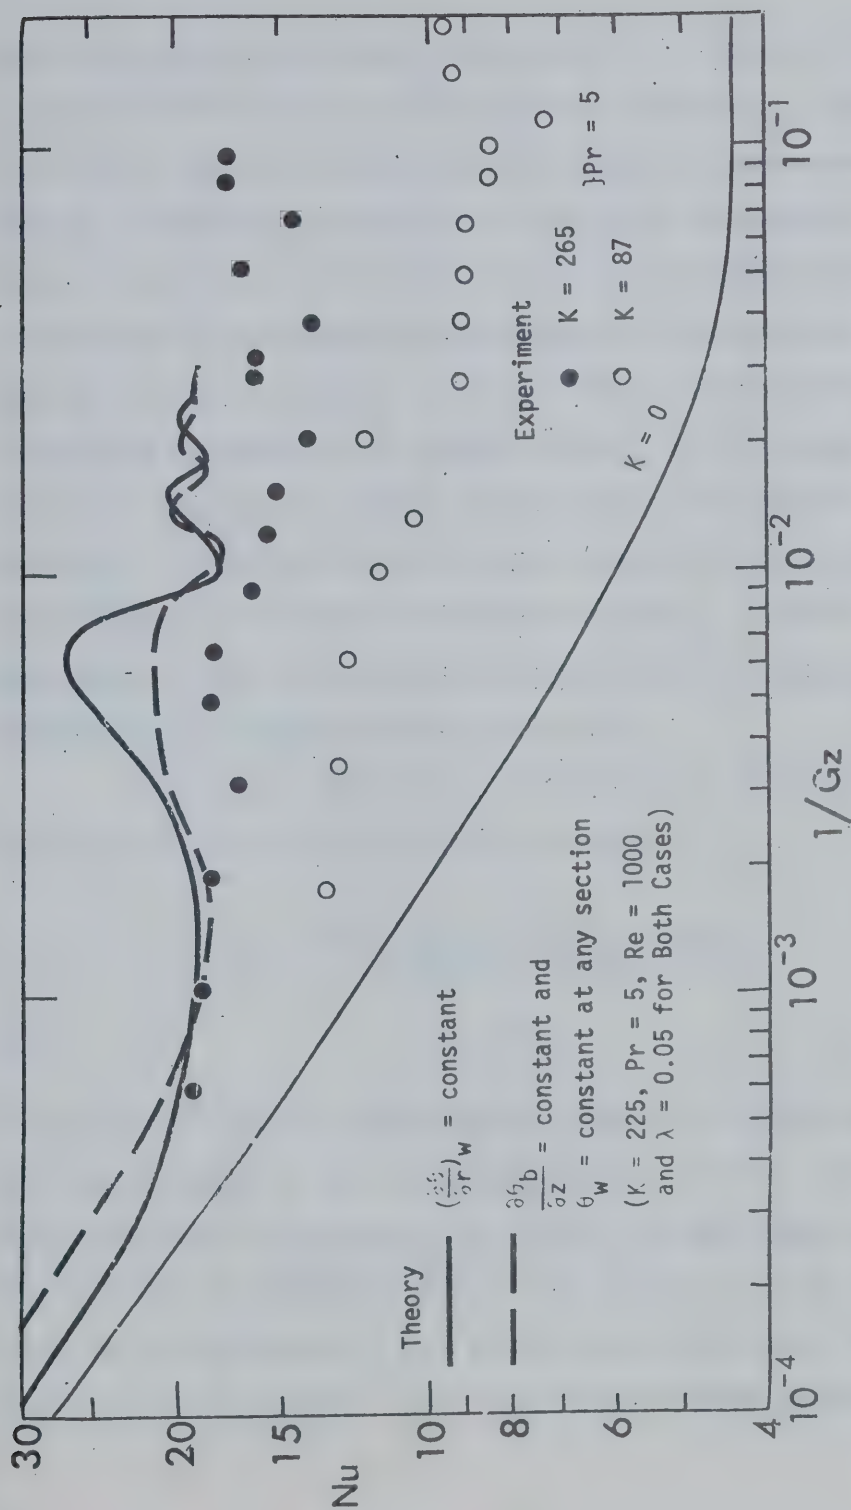 Nu
30
20
15
10
8
6
4
10-4
10-3
10-2
10-1
1/Gz
Theory
(∂θ/∂r)w = constant
∂θb/∂z = constant and
θw = constant at any section
(K = 225, Pr = 5, Re = 1000
and λ = 0.05 for Both Cases)
Experiment
● K = 265
○ K = 87
}Pr = 5
K = 0